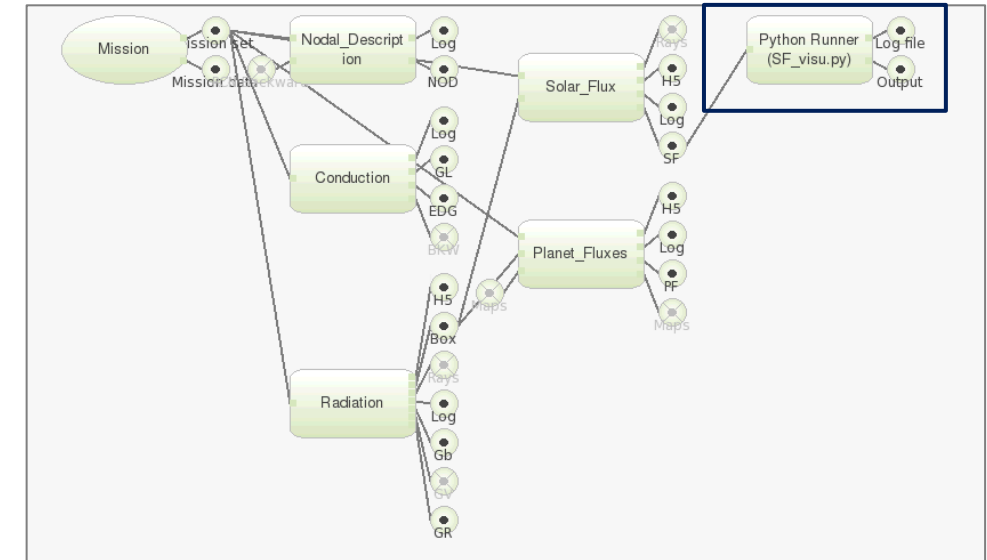 Mission
ission set
Mission data
Nodal_Descript
ion
Log
NOD
Conduction
Log
GL
EDG
BKW
Radiation
H5
Box
Rays
Log
Gb
GV
GR
Solar_Flux
Rays
H5
Log
SF
Planet_Fluxes
Maps
H5
Log
PF
Maps
Python Runner
(SF_visu.py)
Log file
Output